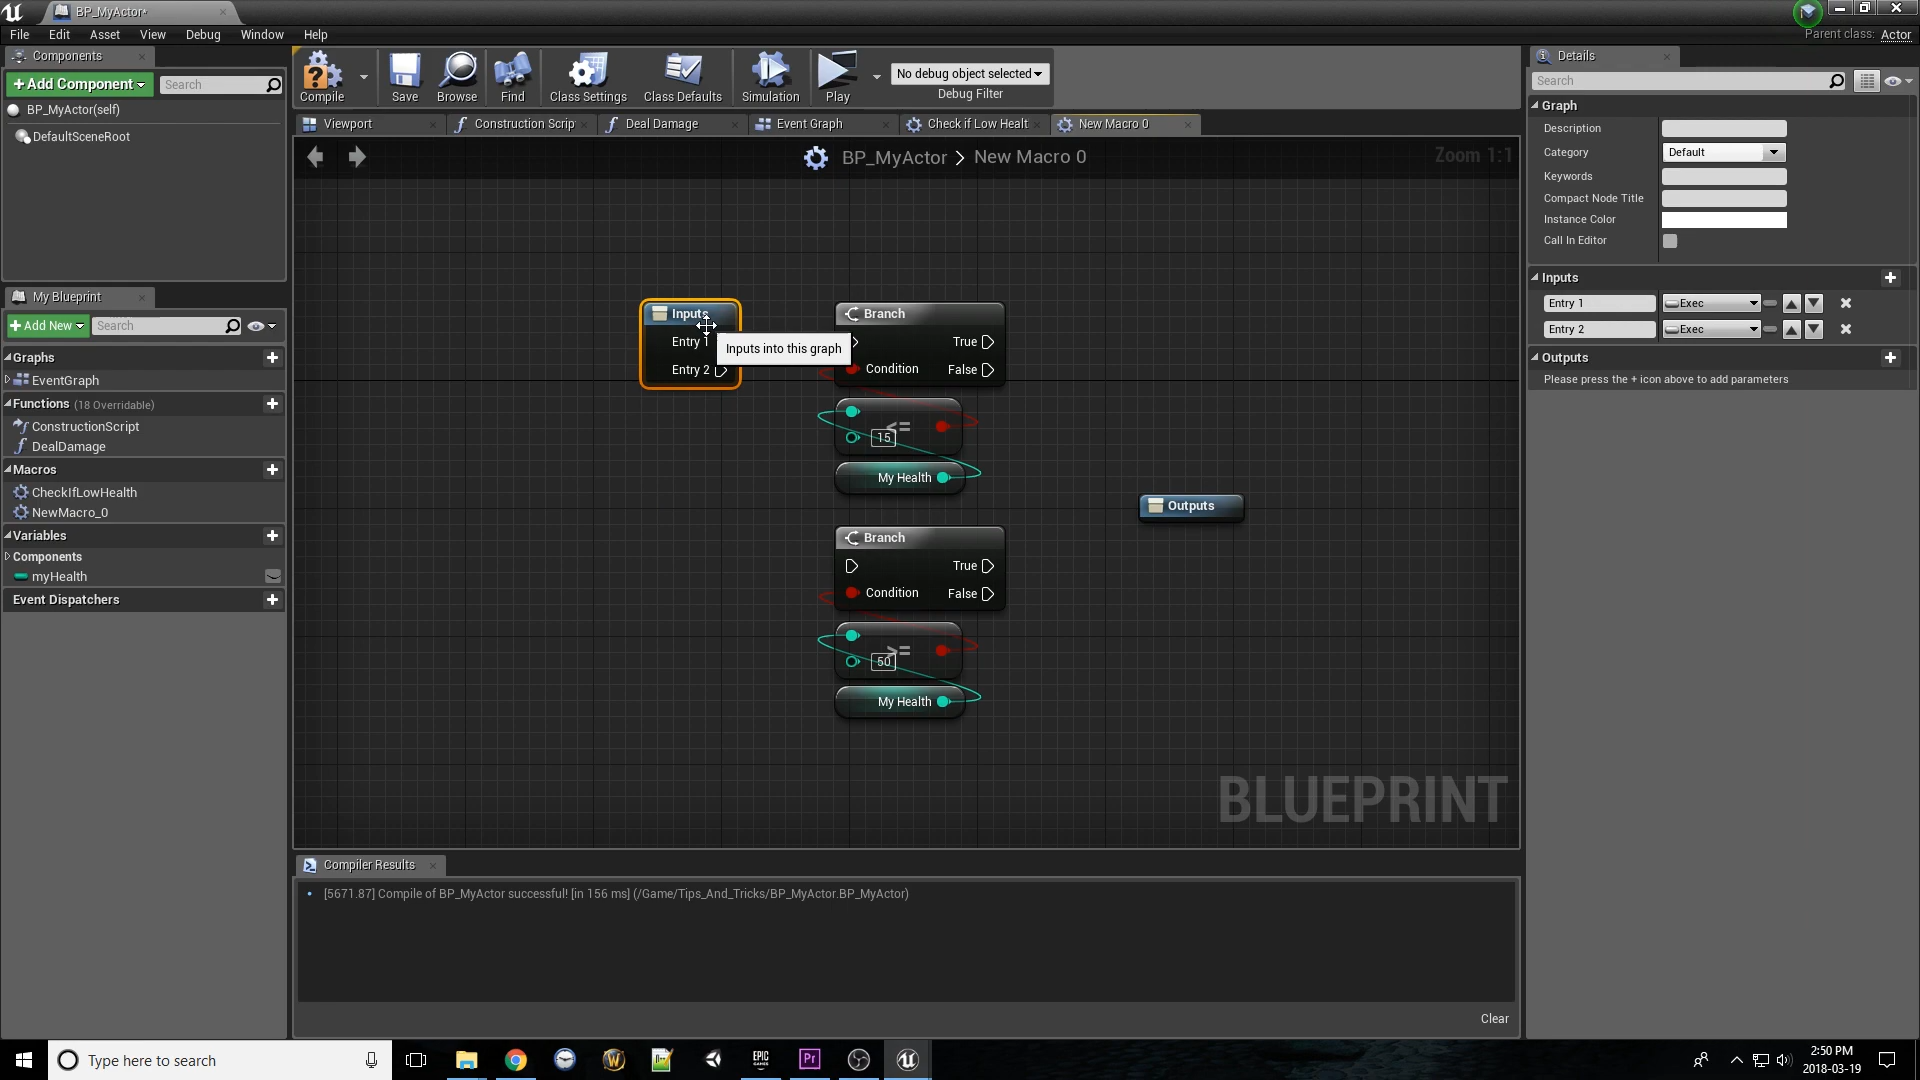 BP_MyActor*
File Edit Asset View Debug Window Help
Parent class: Actor
Components
+Add Component
Search
BP_MyActor(self)
DefaultSceneRoot
Compile
Save
Browse
Find
Class Settings
Class Defaults
Simulation
Play
No debug object selected
Debug Filter
Viewport
Construction Scrip
Deal Damage
Event Graph
Check if Low Healt
New Macro 0
BP_MyActor > New Macro 0
Zoom 1:1
My Blueprint
+Add New
Search
Graphs
EventGraph
Functions (18 Overridable)
ConstructionScript
DealDamage
Macros
CheckIfLowHealth
NewMacro_0
Variables
Components
myHealth
Event Dispatchers
Inputs
Entry 1
Entry 2
Inputs into this graph
Branch
True
Condition
False
<=
15
My Health
Branch
True
Condition
False
>=
50
My Health
Outputs
BLUEPRINT
Compiler Results
[5671.87] Compile of BP_MyActor successful! [in 156 ms] (/Game/Tips_And_Tricks/BP_MyActor.BP_MyActor)
Clear
Details
Search
Graph
Description
Category Default
Keywords
Compact Node Title
Instance Color
Call In Editor
Inputs
Entry 1 Exec
Entry 2 Exec
Outputs
Please press the + icon above to add parameters
Type here to search
EPIC
GAMES
Pr
2:50 PM
2018-03-19